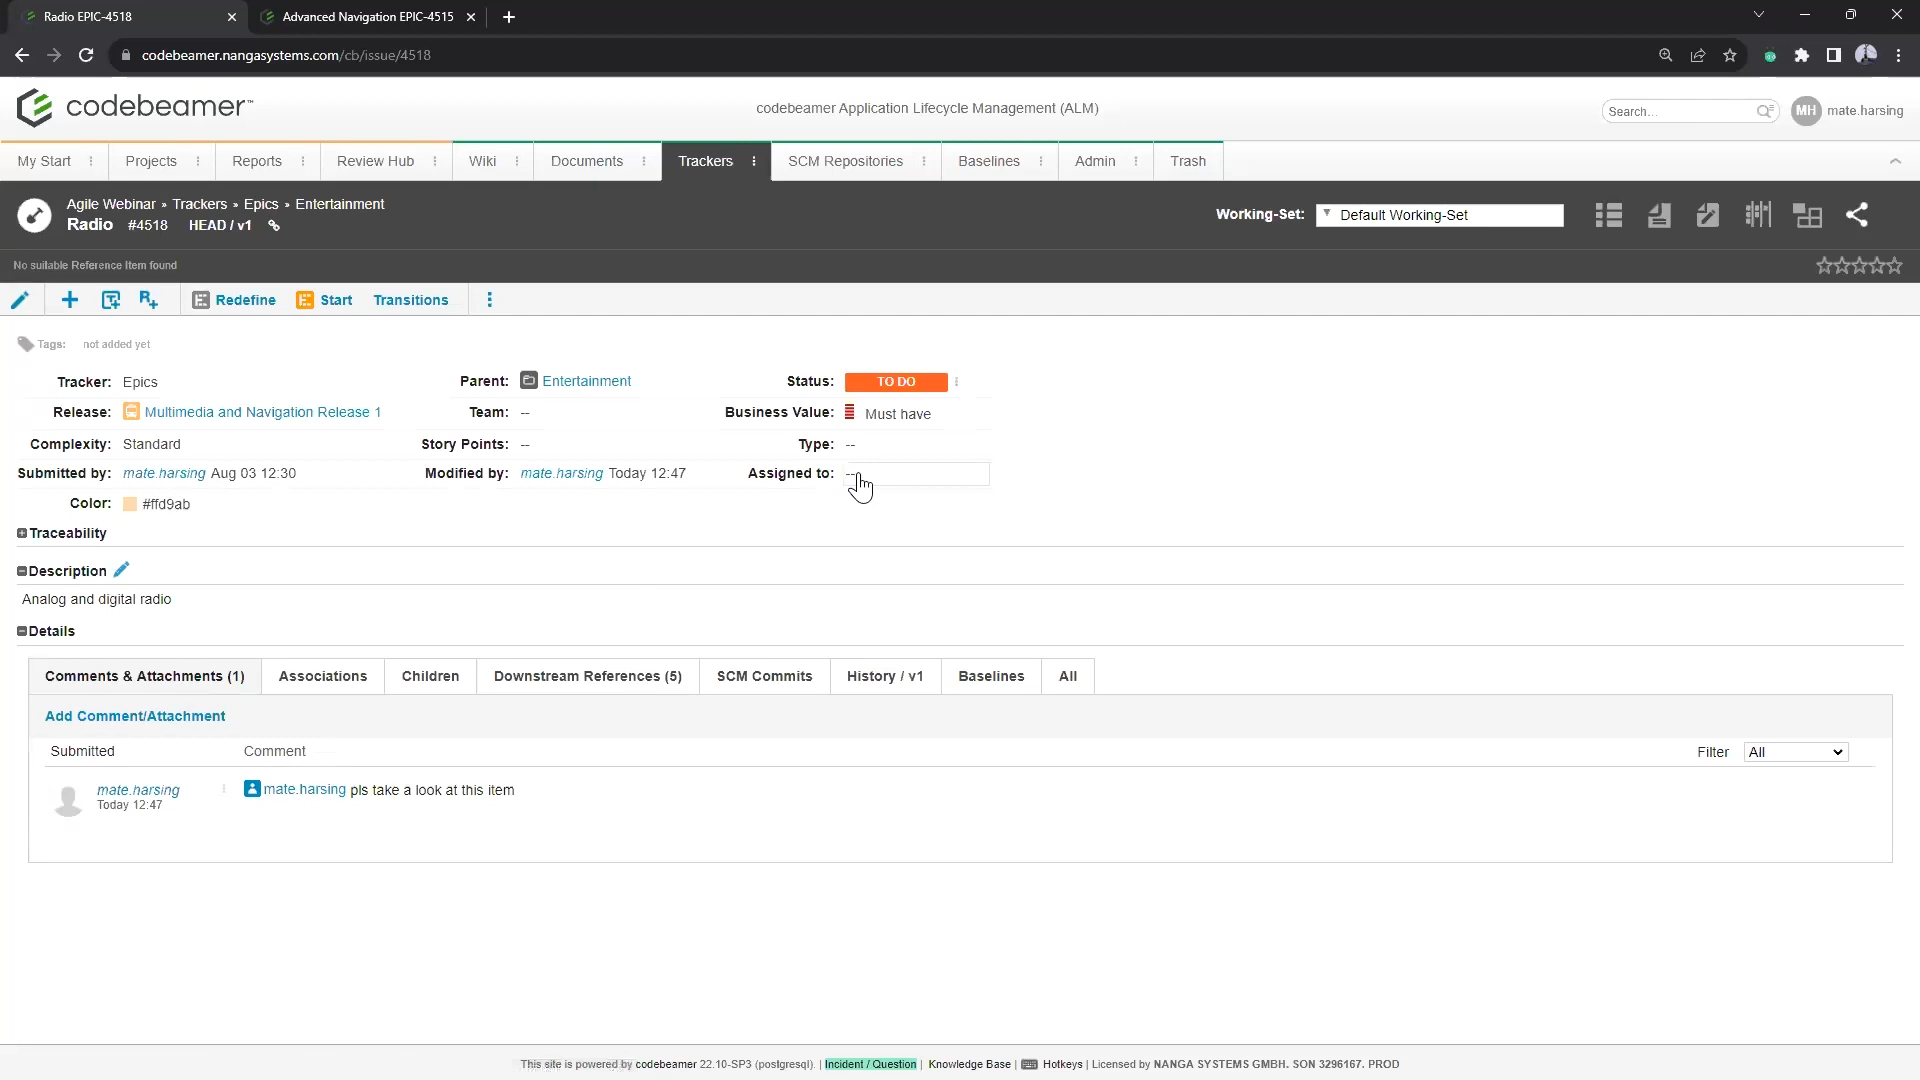 Radio EPIC-4518
Advanced Navigation EPIC-4515
codebeamer.nangasystems.com/cb/issue/4518
codebeamer™
codebeamer Application Lifecycle Management (ALM)
Search...
MH mate.harsing
My Start Projects Reports Review Hub Wiki Documents Trackers SCM Repositories Baselines Admin Trash
Agile Webinar » Trackers » Epics » Entertainment
Radio #4518 HEAD / v1
Working-Set: Default Working-Set
No suitable Reference Item found
Redefine Start Transitions
Tags: not added yet
Tracker: Epics Parent: Entertainment Status: TO DO
Release: Multimedia and Navigation Release 1 Team: -- Business Value: Must have
Complexity: Standard Story Points: -- Type: --
Submitted by: mate.harsing Aug 03 12:30 Modified by: mate.harsing Today 12:47 Assigned to: --
Color: #ffd9ab
Traceability
Description
Analog and digital radio
Details
Comments & Attachments (1) Associations Children Downstream References (5) SCM Commits History / v1 Baselines All
Add Comment/Attachment
Submitted Comment Filter All
mate.harsing mate.harsing pls take a look at this item
Today 12:47
This site is powered by codebeamer 22.10-SP3 (postgresql). | Incident / Question | Knowledge Base | Hotkeys | Licensed by NANGA SYSTEMS GMBH. SON 3296167. PROD